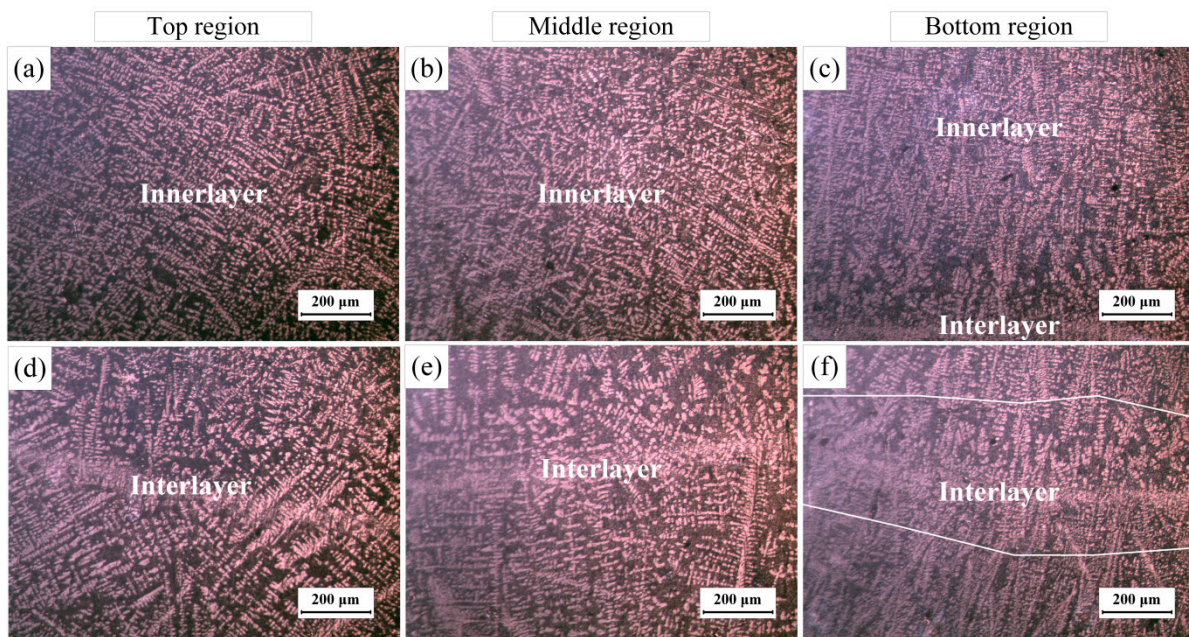 Top region
Middle region
Bottom region
(a)
Innerlayer
200 µm
(b)
Innerlayer
200 µm
(c)
Innerlayer
Interlayer
200 µm
(d)
Interlayer
200 µm
(e)
Interlayer
200 µm
(f)
Interlayer
200 µm